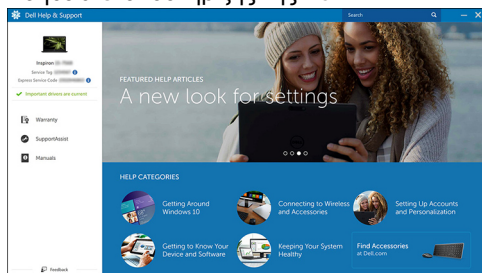 Dell Help & Support
Search
Inspiron
Service Tag
Express Service Code
Important drivers are current
Warranty
SupportAssist
Manuals
Feedback
FEATURED HELP ARTICLES
A new look for settings
HELP CATEGORIES
Getting Around
Windows 10
Connecting to Wireless
and Accessories
Setting Up Accounts
and Personalization
Getting to Know Your
Device and Software
Keeping Your System
Healthy
Find Accessories
at Dell.com